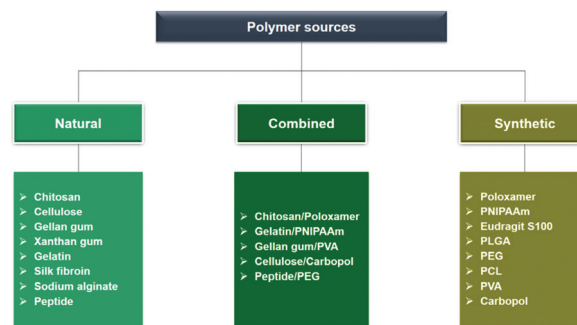 Polymer sources
Natural
Combined
Synthetic
➢ Chitosan
➢ Cellulose
➢ Gellan gum
➢ Xanthan gum
➢ Gelatin
➢ Silk fibroin
➢ Sodium alginate
➢ Peptide
➢ Chitosan/Poloxamer
➢ Gelatin/PNIPAAm
➢ Gellan gum/PVA
➢ Cellulose/Carbopol
➢ Peptide/PEG
➢ Poloxamer
➢ PNIPAAm
➢ Eudragit S100
➢ PLGA
➢ PEG
➢ PCL
➢ PVA
➢ Carbopol